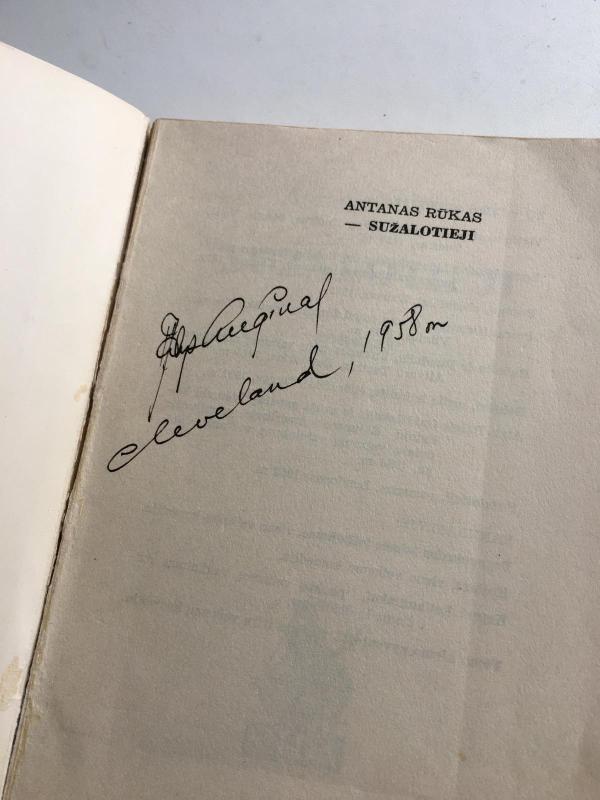 ANTANAS RŪKAS
— SUŽALOTIEJI
Cleveland, 1958 m